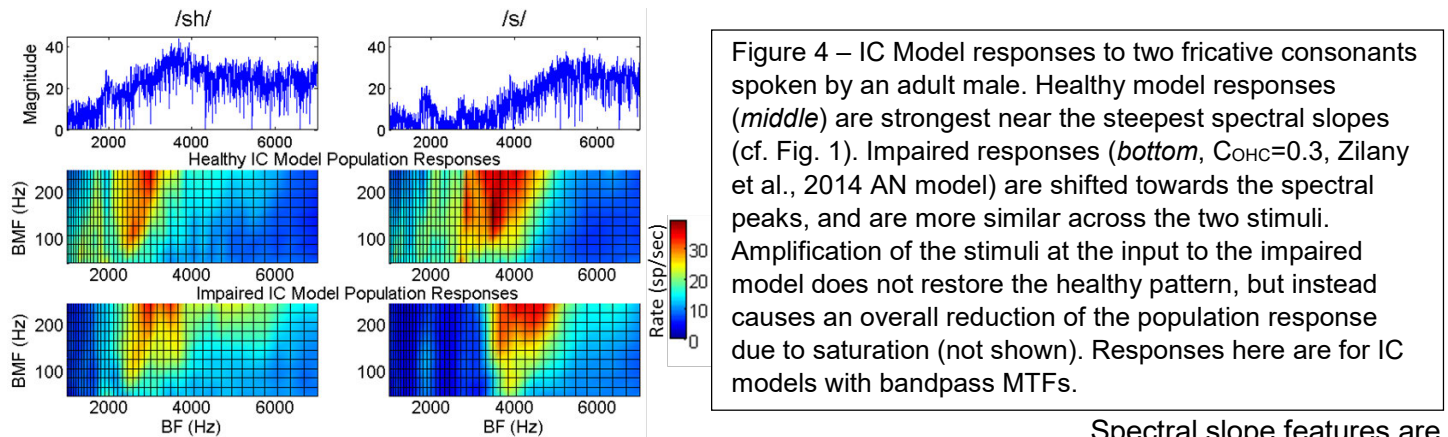 /sh/ /s/
40
20
0
Magnitude
2000 4000 6000 2000 4000 6000
Healthy IC Model Population Responses
200
100
BMF (Hz)
Impaired IC Model Population Responses
200
100
BMF (Hz)
2000 4000 6000 2000 4000 6000
BF (Hz) BF (Hz)
40
20
0
Rate (sp/sec)
30
20
10
0
200
100
200
100
Figure 4 – IC Model responses to two fricative consonants
spoken by an adult male. Healthy model responses
(middle) are strongest near the steepest spectral slopes
(cf. Fig. 1). Impaired responses (bottom, COHC=0.3, Zilany
et al., 2014 AN model) are shifted towards the spectral
peaks, and are more similar across the two stimuli.
Amplification of the stimuli at the input to the impaired
model does not restore the healthy pattern, but instead
causes an overall reduction of the population response
due to saturation (not shown). Responses here are for IC
models with bandpass MTFs.
Spectral slope features are